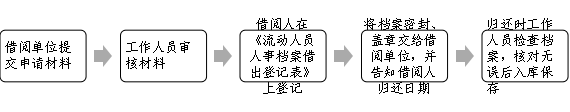 借阅单位提
交申请材料
工作人员审
核材料
借阅人在
《流动人员
人事档案借
出登记表》
上登记
将档案密封、
盖章交给借
阅单位，并
告知借阅人
归还日期
归还时工作
人员检查档
案，核对无
误后入库保
存